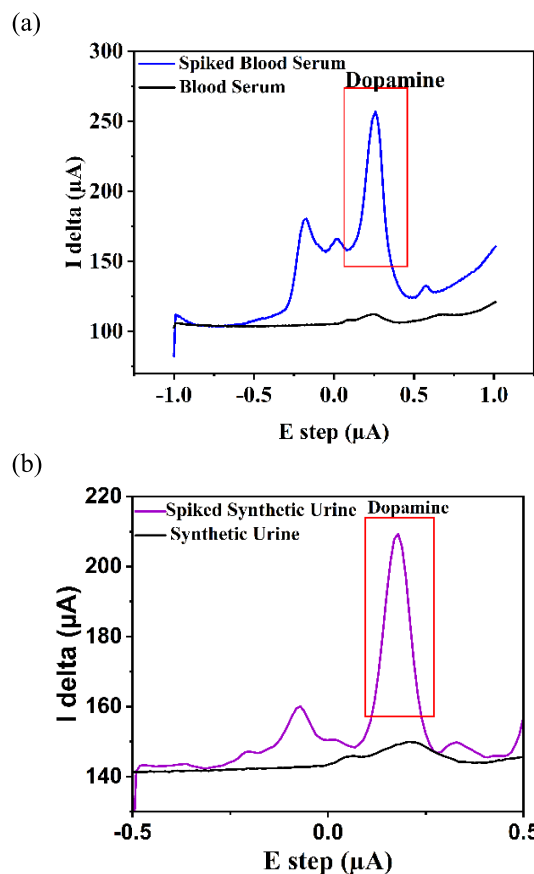 (a)
300
Spiked Blood Serum
Blood Serum
Dopamine
250
200
150
100
I delta (µA)
-1.0 -0.5 0.0 0.5 1.0
E step (µA)
(b)
220
Spiked Synthetic Urine
Dopamine
Synthetic Urine
200
180
160
140
I delta (µA)
-0.5 0.0 0.5
E step (µA)